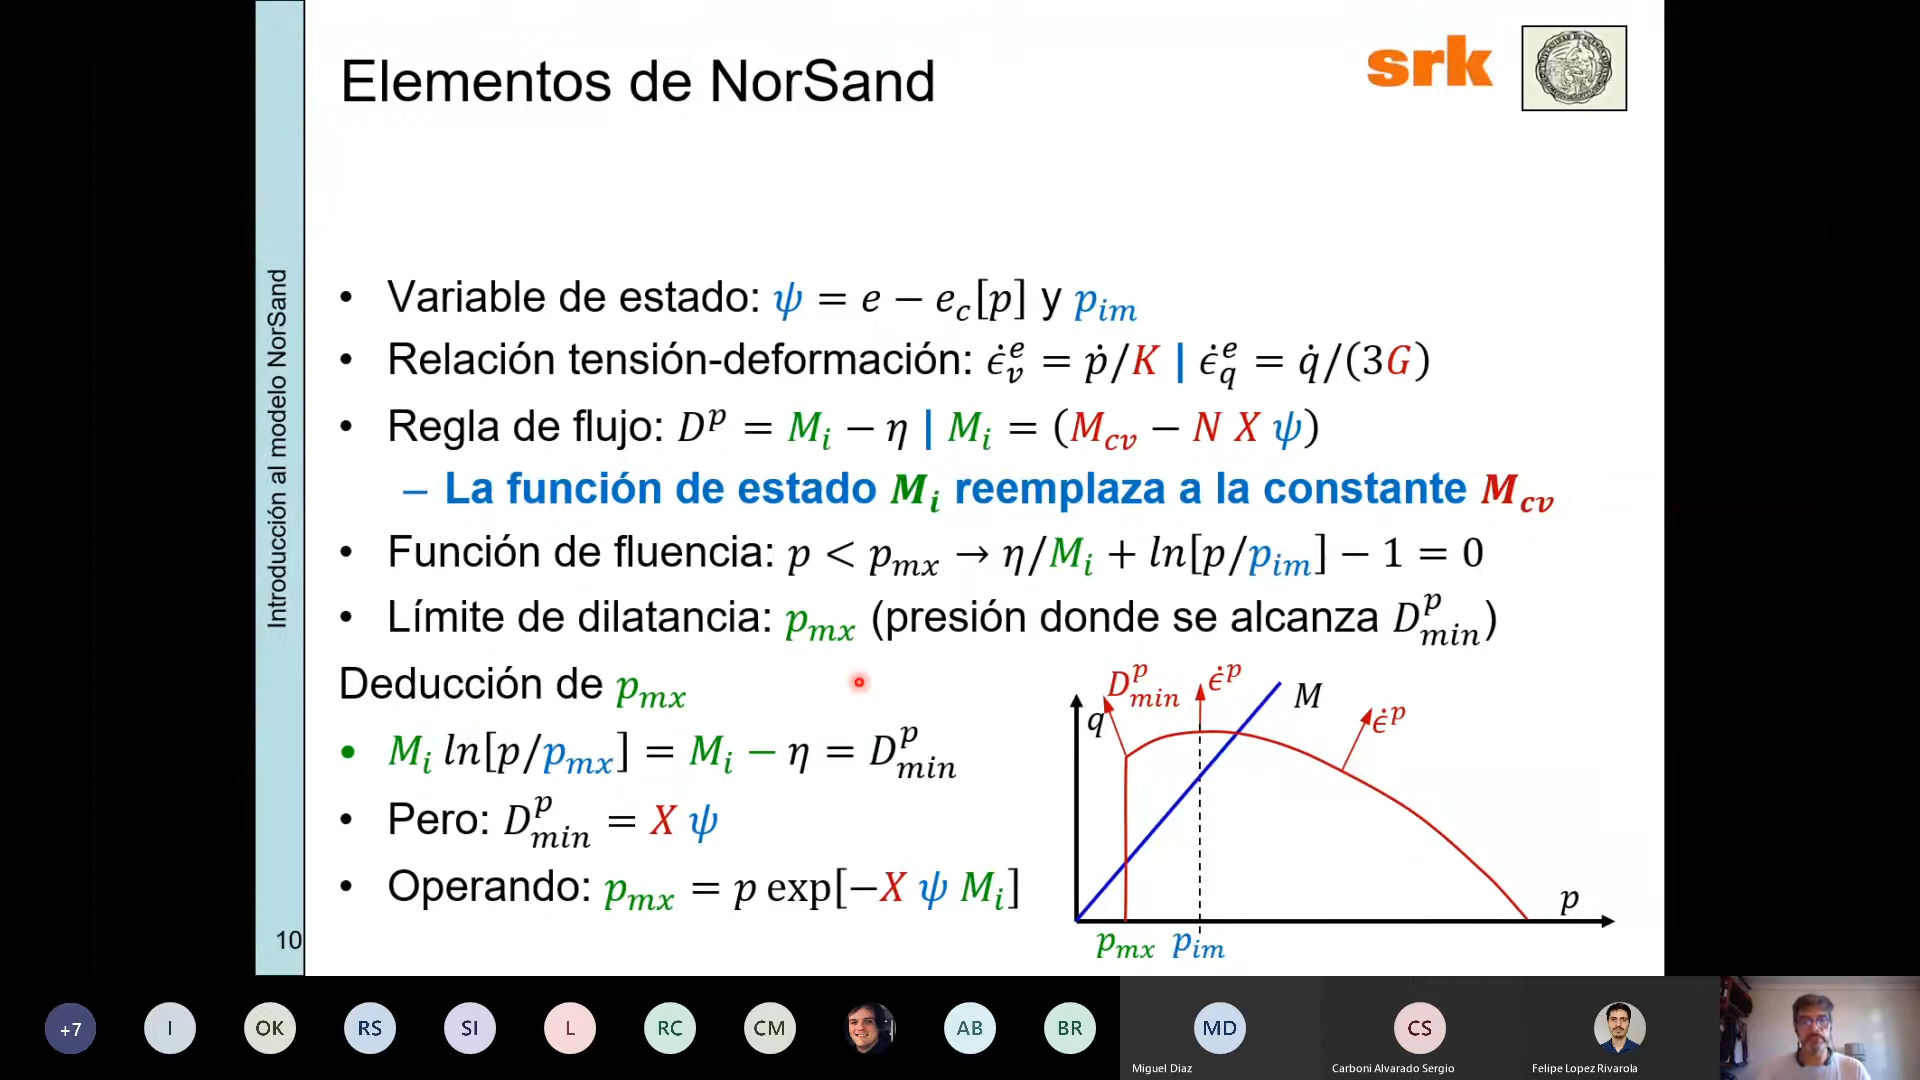 Elementos de NorSand
srk
Introducción al modelo NorSand
• Variable de estado: ψ = e − e_c[p] y p_im
• Relación tensión-deformación: ε̇_v^e = ṗ/K | ε̇_q^e = q̇/(3G)
• Regla de flujo: D^p = M_i − η | M_i = (M_cv − N X ψ)
– La función de estado M_i reemplaza a la constante M_cv
• Función de fluencia: p < p_mx → η/M_i + ln[p/p_im] − 1 = 0
• Límite de dilatancia: p_mx (presión donde se alcanza D_min^p)
Deducción de p_mx
• M_i ln[p/p_mx] = M_i − η = D_min^p
• Pero: D_min^p = X ψ
• Operando: p_mx = p exp[−X ψ M_i]
D_min^p
ε̇^p
M
q
ε̇^p
p
p_mx
p_im
10
+7
I
OK
RS
SI
L
RC
CM
AB
BR
MD
CS
Miguel Diaz
Carboni Alvarado Sergio
Felipe Lopez Rivarola